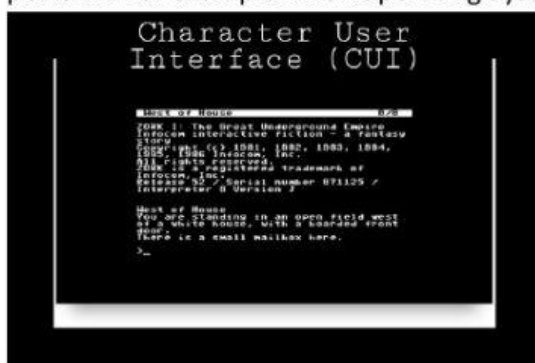 Character User
Interface (CUI)
West of House 0/0
ZORK I: The Great Underground Empire
Infocom interactive fiction - a fantasy
story
Copyright (c) 1981, 1982, 1983, 1984,
1985, 1986 Infocom, Inc.
All rights reserved.
ZORK is a registered trademark of
Infocom, Inc.
Release 52 / Serial number 871125 /
Interpreter 8 Version J
West of House
You are standing in an open field west
of a white house, with a boarded front
door.
There is a small mailbox here.
>_